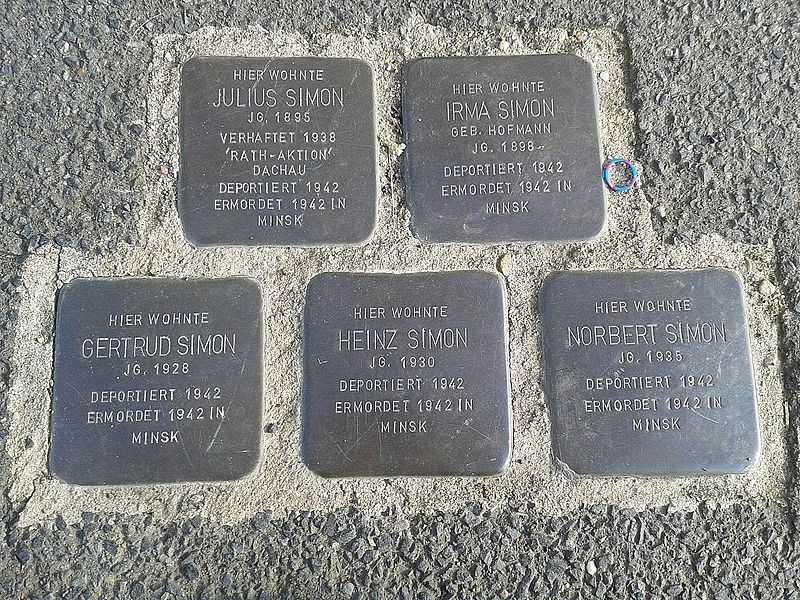 HIER WOHNTE
JULIUS SIMON
JG. 1895
VERHAFTET 1938
'RATH-AKTION'
DACHAU
DEPORTIERT 1942
ERMORDET 1942 IN
MINSK
HIER WOHNTE
IRMA SIMON
GEB. HOFMANN
JG. 1898
DEPORTIERT 1942
ERMORDET 1942 IN
MINSK
HIER WOHNTE
GERTRUD SIMON
JG. 1928
DEPORTIERT 1942
ERMORDET 1942 IN
MINSK
HIER WOHNTE
HEINZ SIMON
JG. 1930
DEPORTIERT 1942
ERMORDET 1942 IN
MINSK
HIER WOHNTE
NORBERT SIMON
JG. 1935
DEPORTIERT 1942
ERMORDET 1942 IN
MINSK